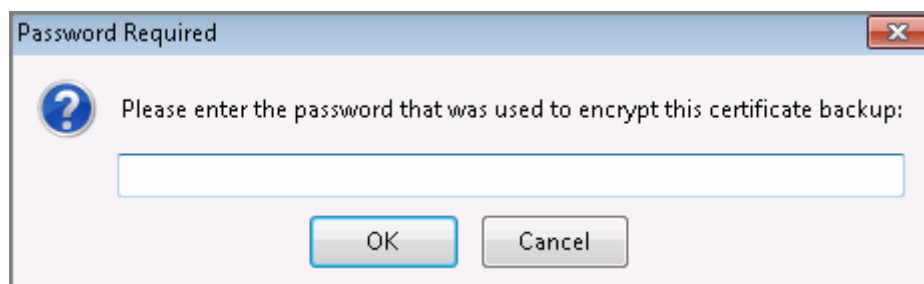 Password Required
Please enter the password that was used to encrypt this certificate backup:
OK
Cancel